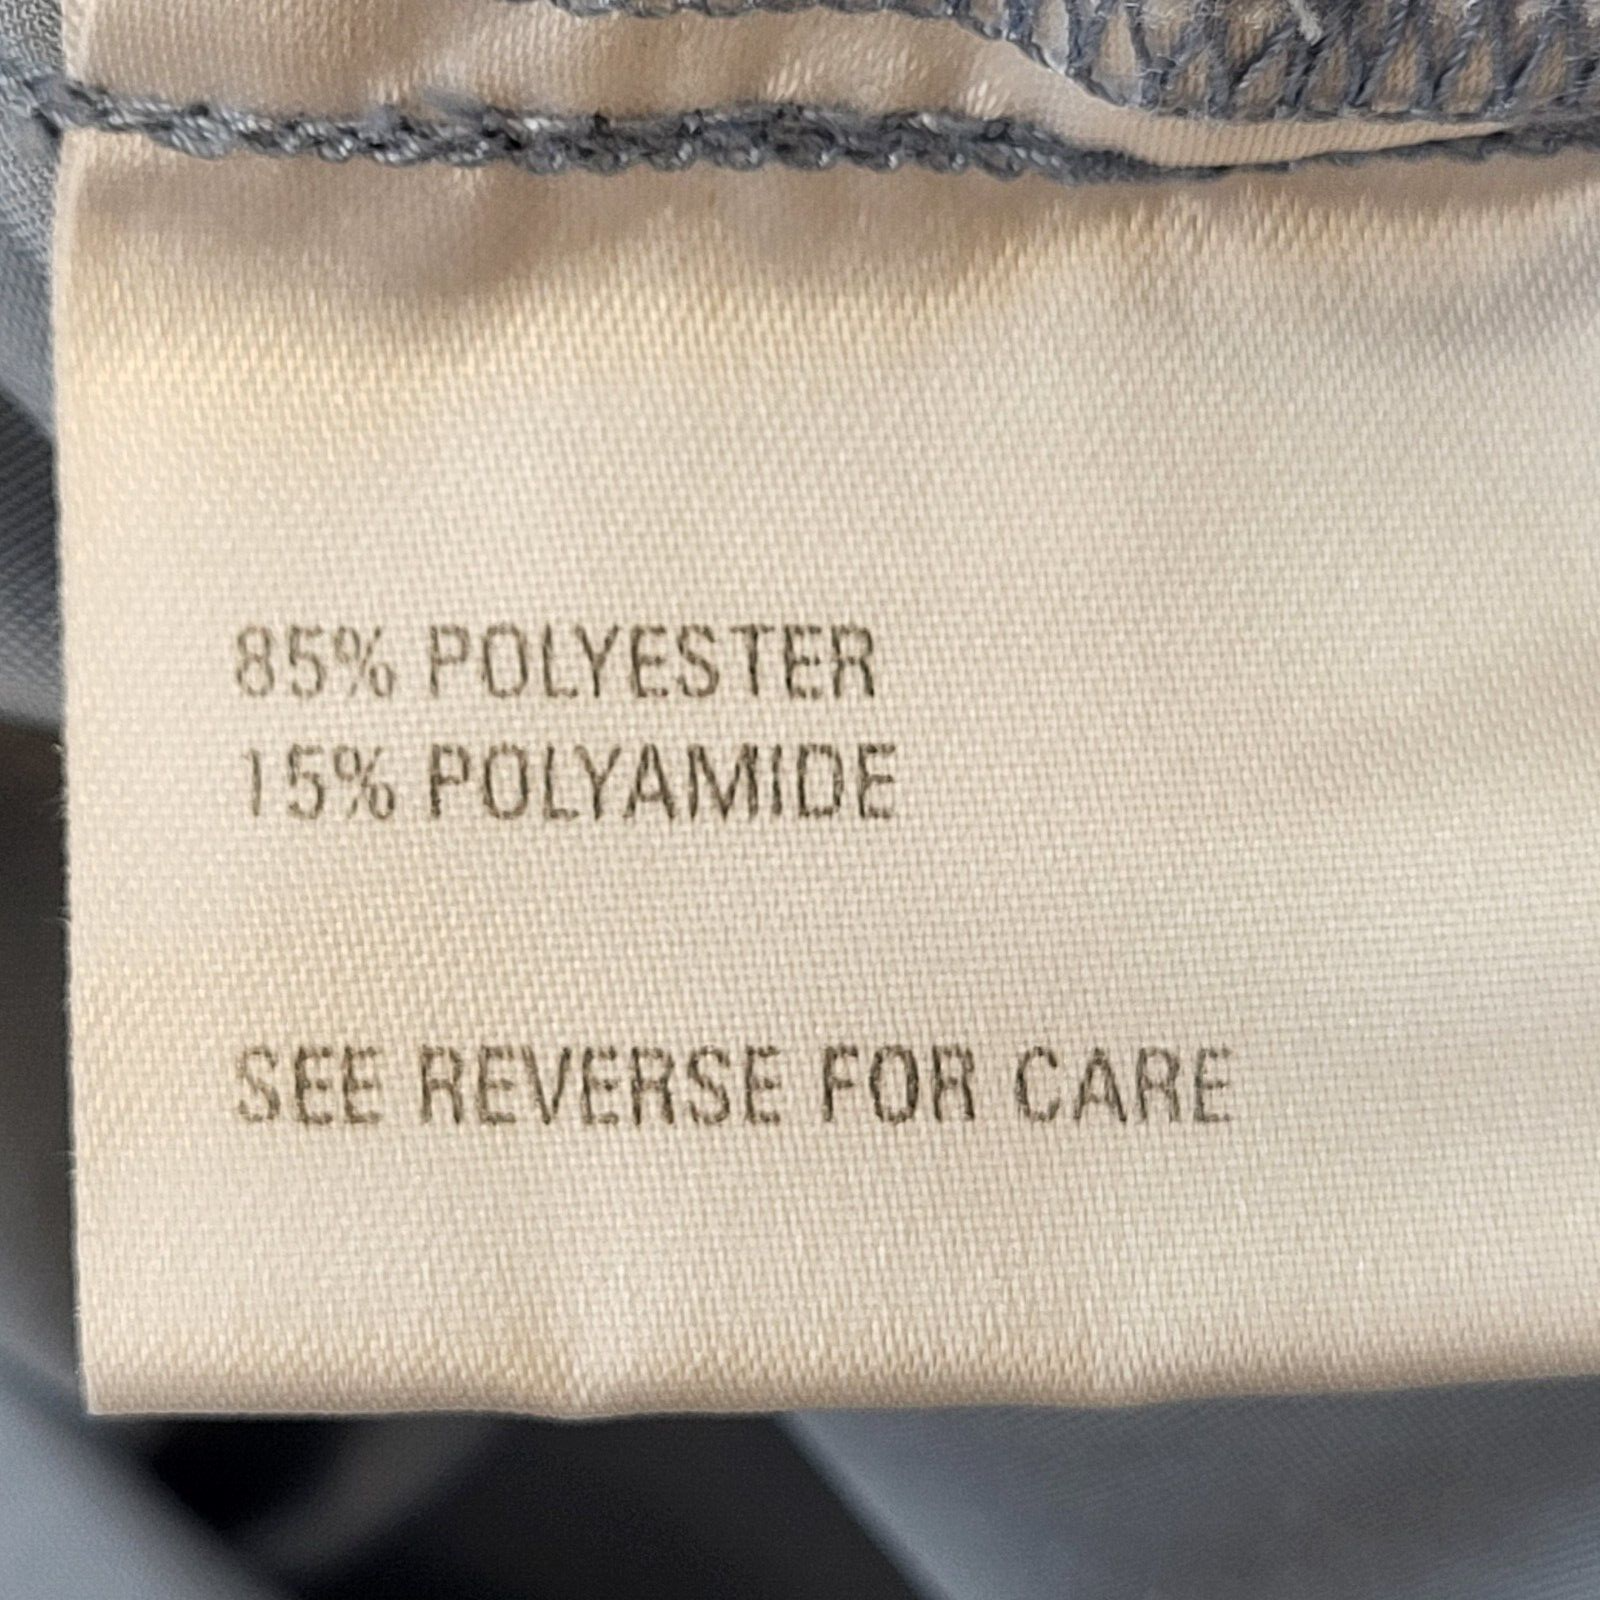 85% POLYESTER
15% POLYAMIDE
SEE REVERSE FOR CARE